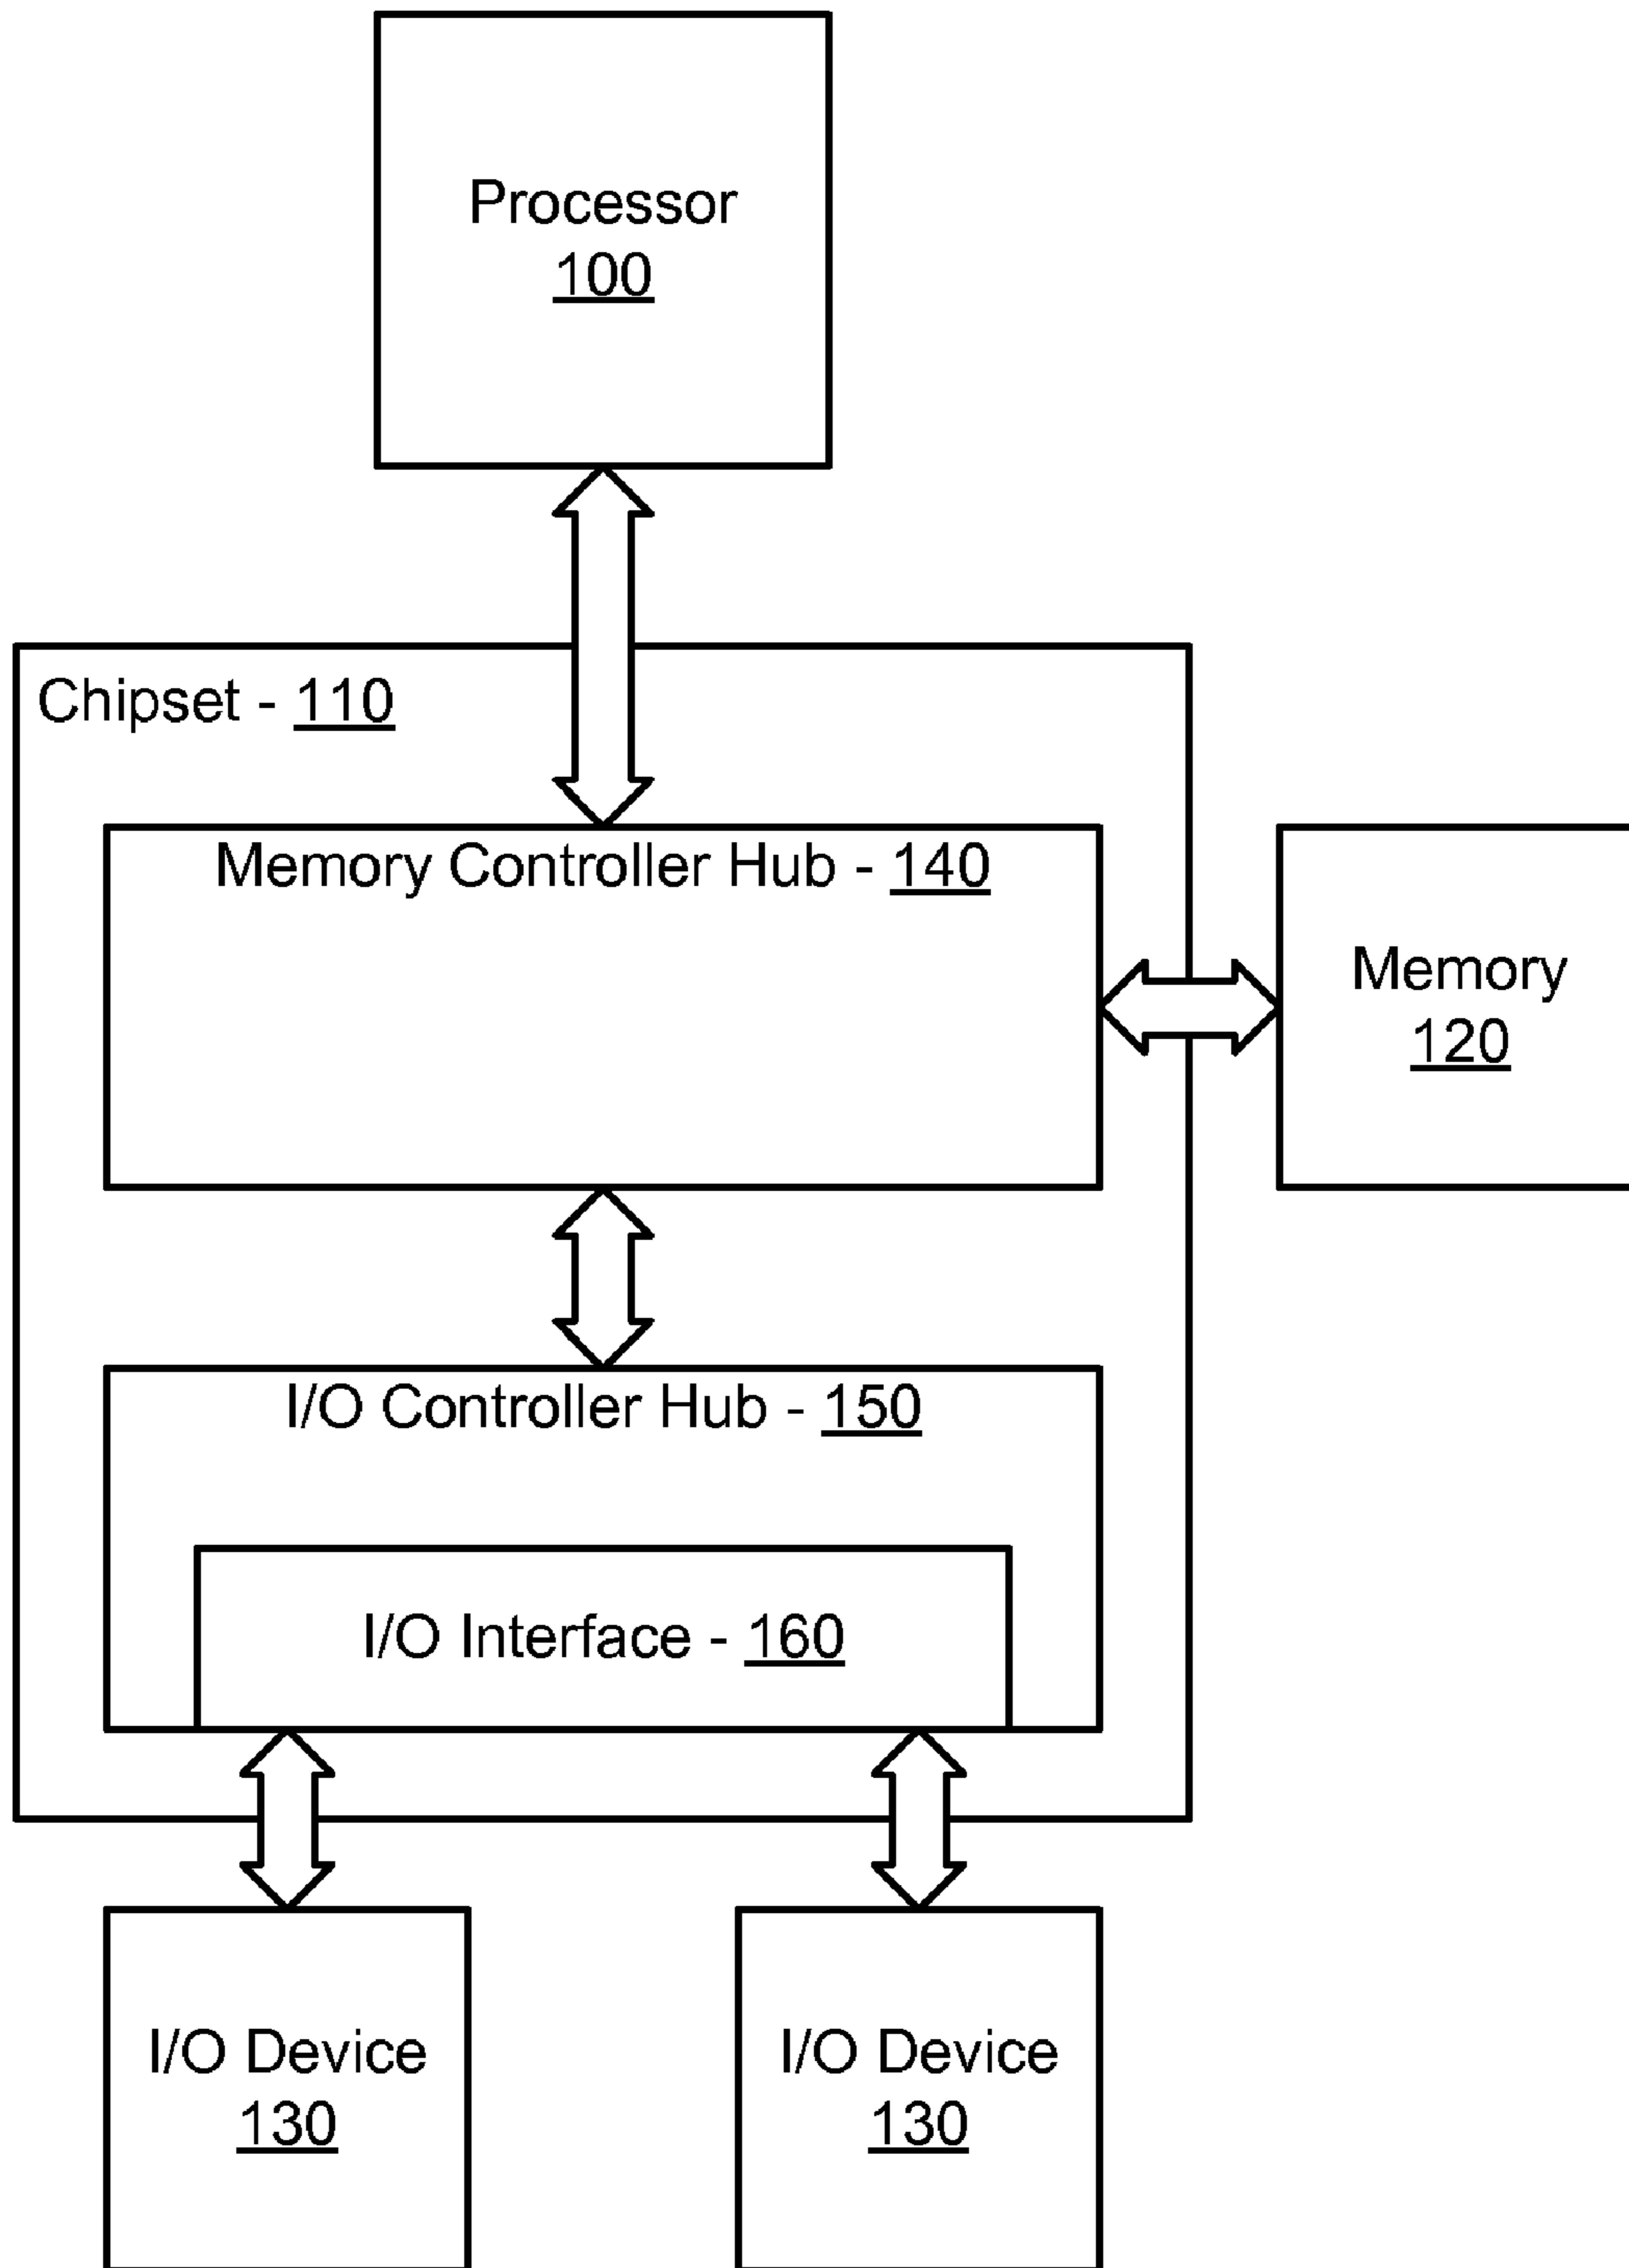 Processor
100
Chipset - 110
Memory Controller Hub - 140
Memory
120
I/O Controller Hub - 150
I/O Interface - 160
I/O Device
130
I/O Device
130